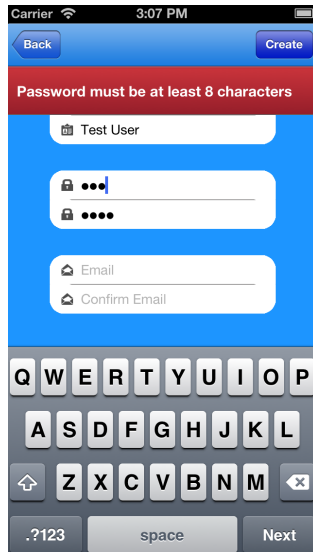 Carrier 3:07 PM
Back Create
Password must be at least 8 characters
Test User
•••
••••
Email
Confirm Email
Q W E R T Y U I O P
A S D F G H J K L
Z X C V B N M
.?123 space Next